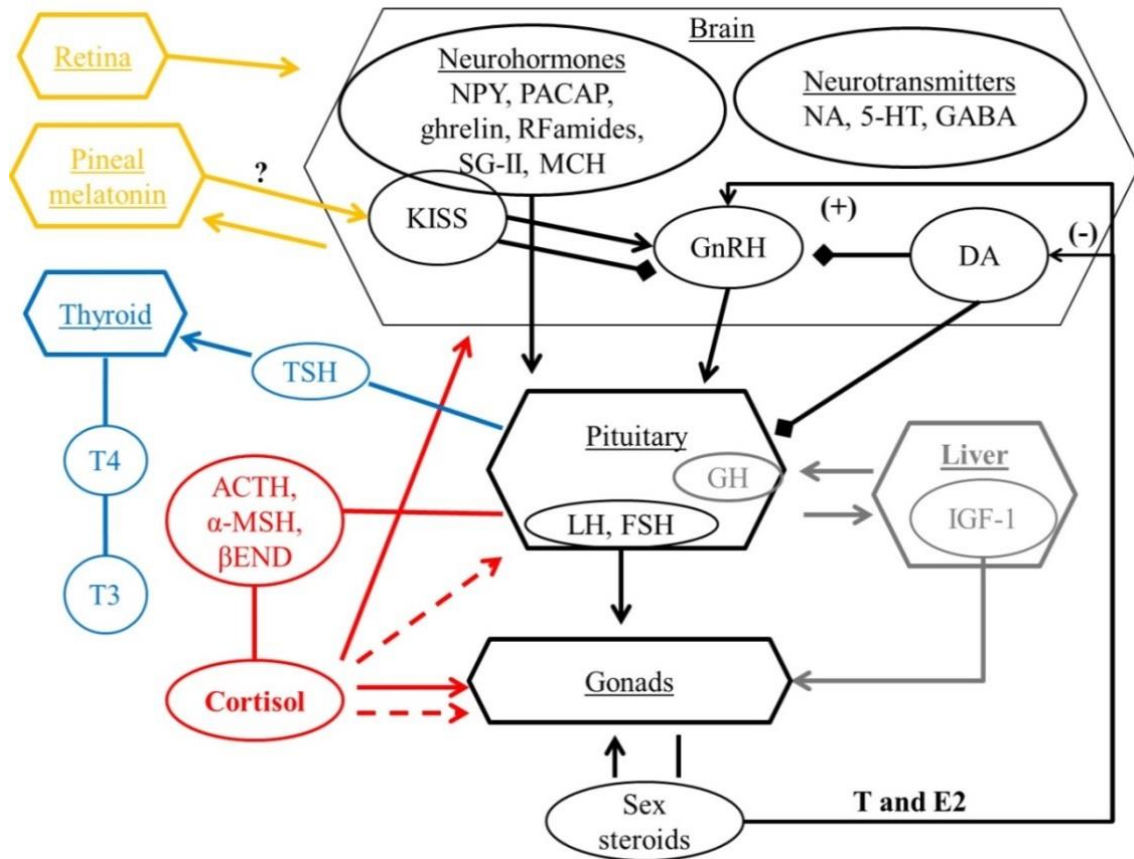 Brain
Retina
Neurohormones
NPY, PACAP,
ghrelin, RFamides,
SG-II, MCH
Neurotransmitters
NA, 5-HT, GABA
Pineal
melatonin
?
KISS
GnRH
(+)
DA
(-)
Thyroid
TSH
T4
T3
Pituitary
GH
LH, FSH
Liver
IGF-1
ACTH,
α-MSH,
βEND
Cortisol
Gonads
Sex
steroids
T and E2